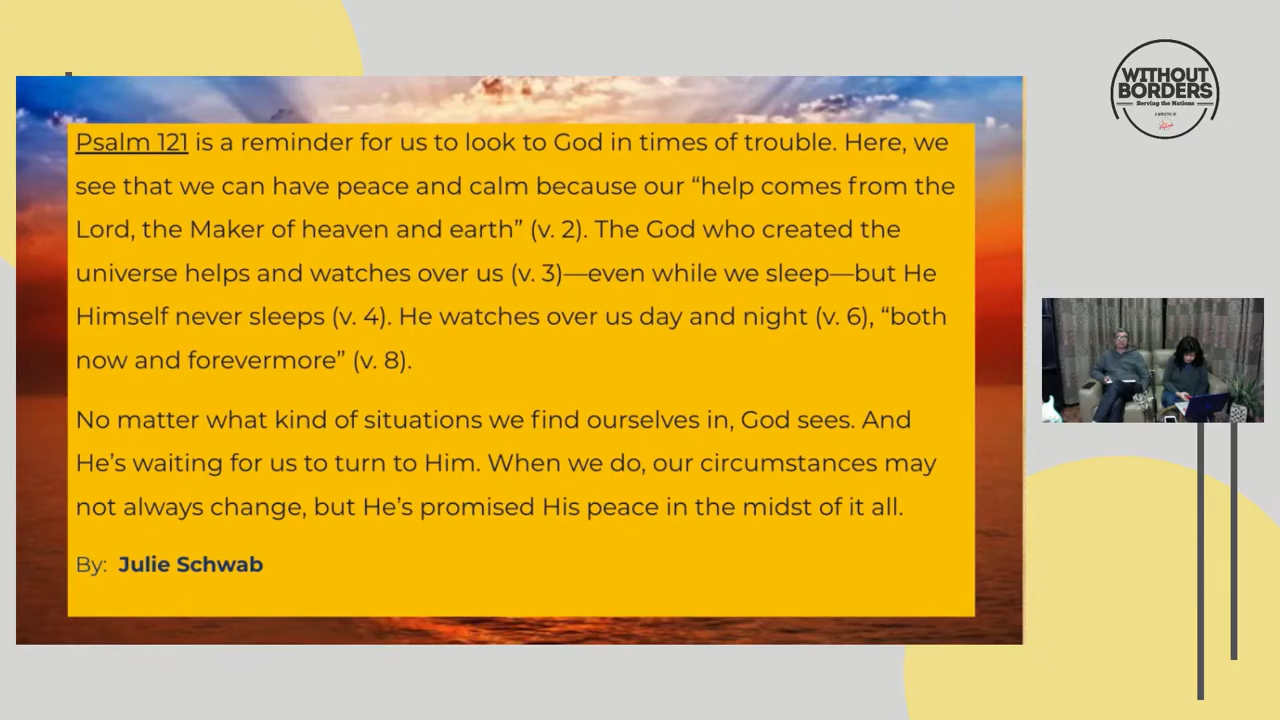 Psalm 121 is a reminder for us to look to God in times of trouble. Here, we
see that we can have peace and calm because our “help comes from the
Lord, the Maker of heaven and earth” (v. 2). The God who created the
universe helps and watches over us (v. 3)—even while we sleep—but He
Himself never sleeps (v. 4). He watches over us day and night (v. 6), “both
now and forevermore” (v. 8).
No matter what kind of situations we find ourselves in, God sees. And
He’s waiting for us to turn to Him. When we do, our circumstances may
not always change, but He’s promised His peace in the midst of it all.
By: Julie Schwab
WITHOUT
BORDERS
Serving the Nations
A MINISTRY OF